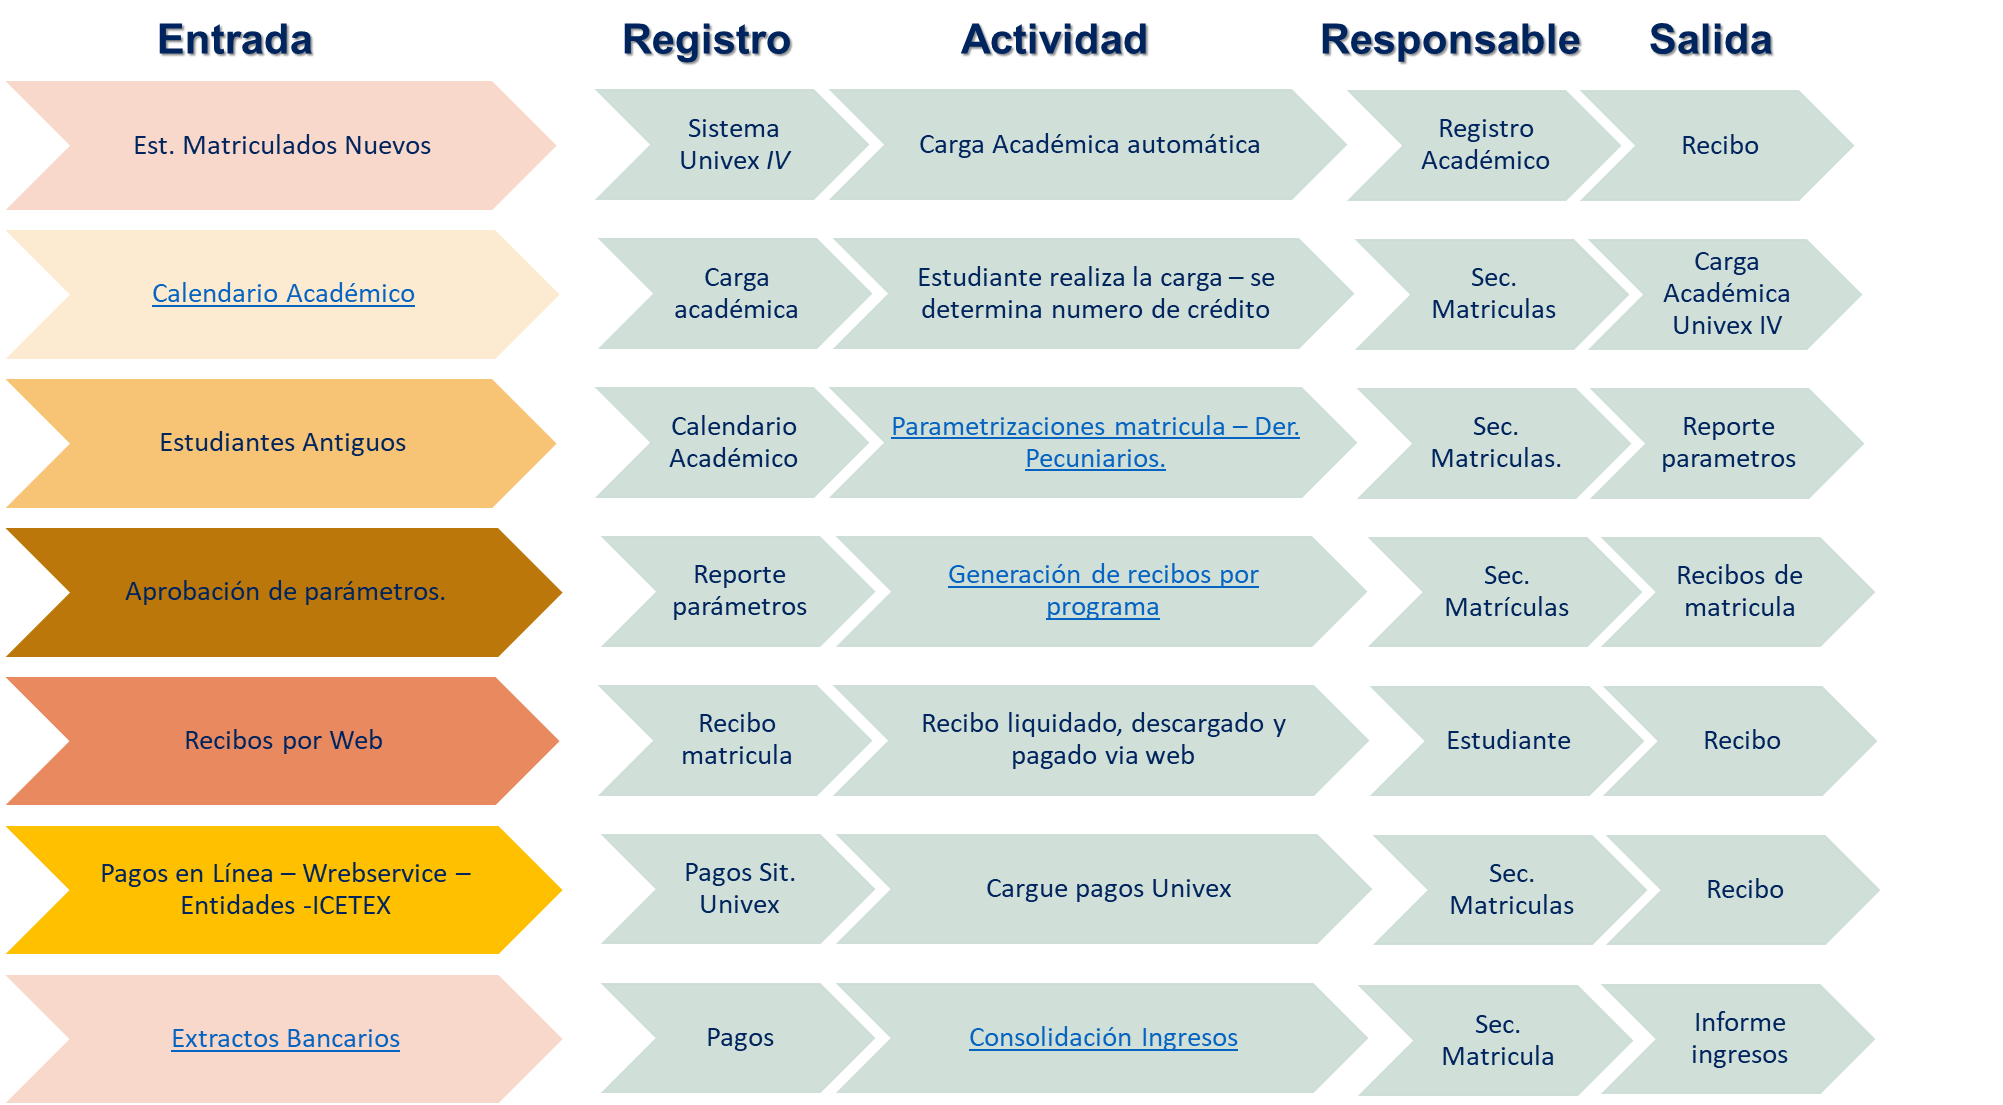 Entrada Registro Actividad Responsable Salida
Est. Matriculados Nuevos
Sistema
Univex IV
Carga Académica automática
Registro
Académico
Recibo
Calendario Académico
Carga
académica
Estudiante realiza la carga – se
determina numero de crédito
Sec.
Matriculas
Carga
Académica
Univex IV
Estudiantes Antiguos
Calendario
Académico
Parametrizaciones matricula – Der.
Pecuniarios.
Sec.
Matriculas.
Reporte
parametros
Aprobación de parámetros.
Reporte
parámetros
Generación de recibos por
programa
Sec.
Matrículas
Recibos de
matricula
Recibos por Web
Recibo
matricula
Recibo liquidado, descargado y
pagado via web
Estudiante
Recibo
Pagos en Línea – Wrebservice –
Entidades -ICETEX
Pagos Sit.
Univex
Cargue pagos Univex
Sec.
Matriculas
Recibo
Extractos Bancarios
Pagos
Consolidación Ingresos
Sec.
Matricula
Informe
ingresos